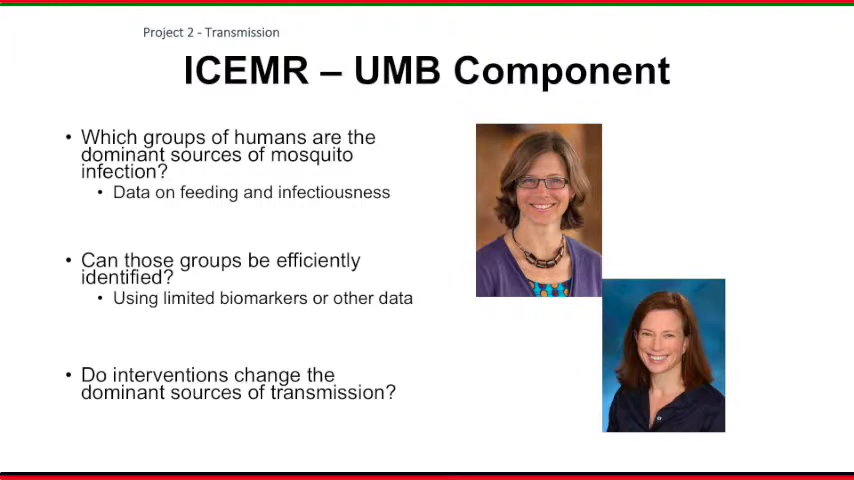 Project 2 - Transmission
ICEMR – UMB Component
• Which groups of humans are the
dominant sources of mosquito
infection?
• Data on feeding and infectiousness
• Can those groups be efficiently
identified?
• Using limited biomarkers or other data
• Do interventions change the
dominant sources of transmission?